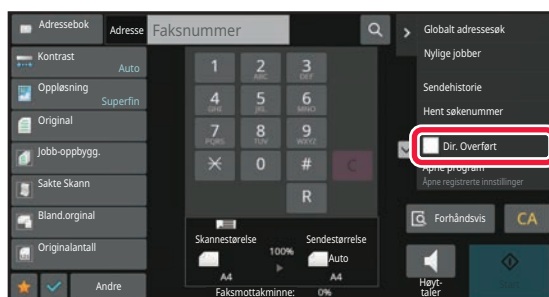 Adressebok
Adresse
Faksnummer
Kontrast
Auto
Oppløsning
Superfin
Original
Jobb-oppbygg.
Sakte Skann
Bland.orginal
Originalantall
Andre
1
2
ABC
3
DEF
4
GHI
5
JKL
6
MNO
7
PQRS
8
TUV
9
WXYZ
0
#
C
R
Skannestørelse
Sendestørrelse
100%
Auto
A4
A4
Faksmottakminne: 0%
Globalt adressesøk
Nylige jobber
Sendehistorie
Hent søkenummer
Dir. Overført
Åpne program
Åpne registrerte innstillinger
Forhåndsvis
CA
Høyt-
taler
Start